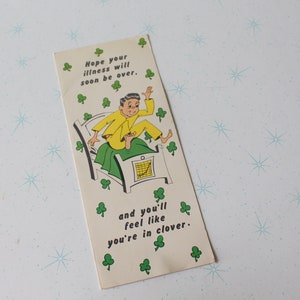 Hope your
illness will
soon be over.
and you'll
feel like
you're in clover.